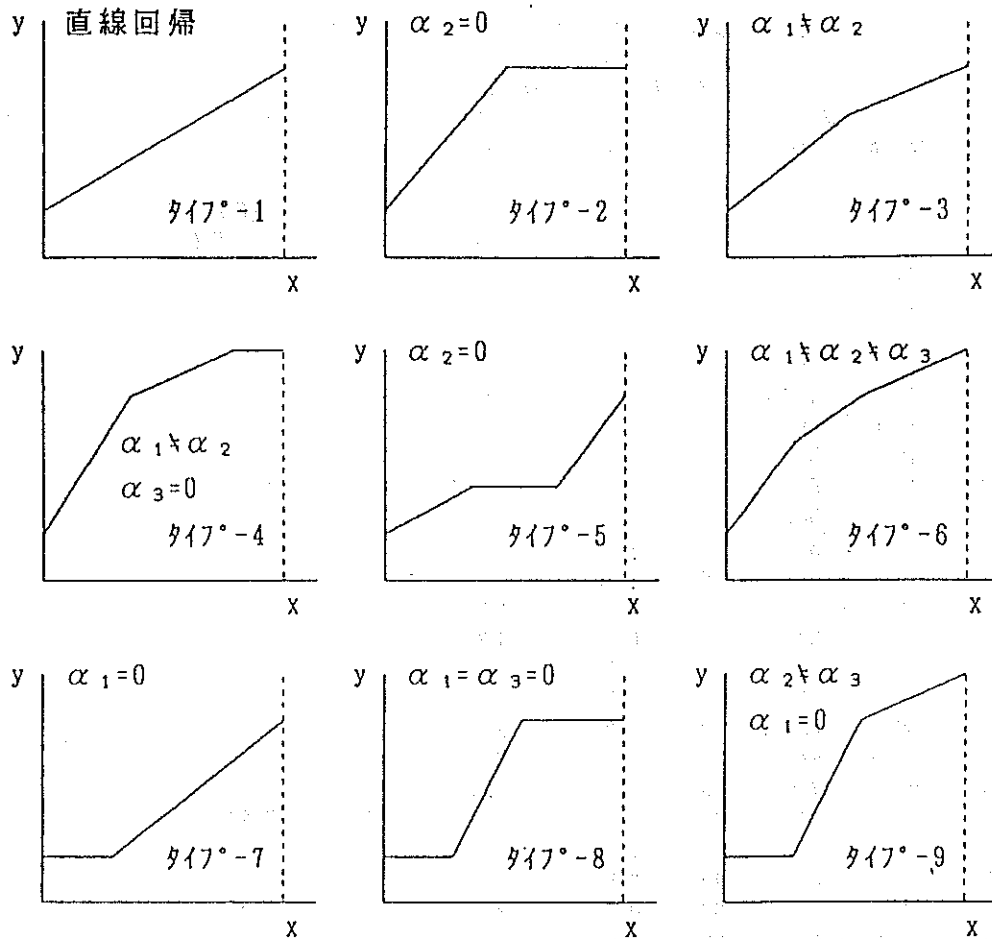 y 直線回帰
タイプ-1
x
y α₂=0
タイプ-2
x
y α₁≠α₂
タイプ-3
x
y
α₁≠α₂
α₃=0
タイプ-4
x
y α₂=0
タイプ-5
x
y α₁≠α₂≠α₃
タイプ-6
x
y α₁=0
タイプ-7
x
y α₁=α₃=0
タイプ-8
x
y α₂≠α₃
α₁=0
タイプ-9
x